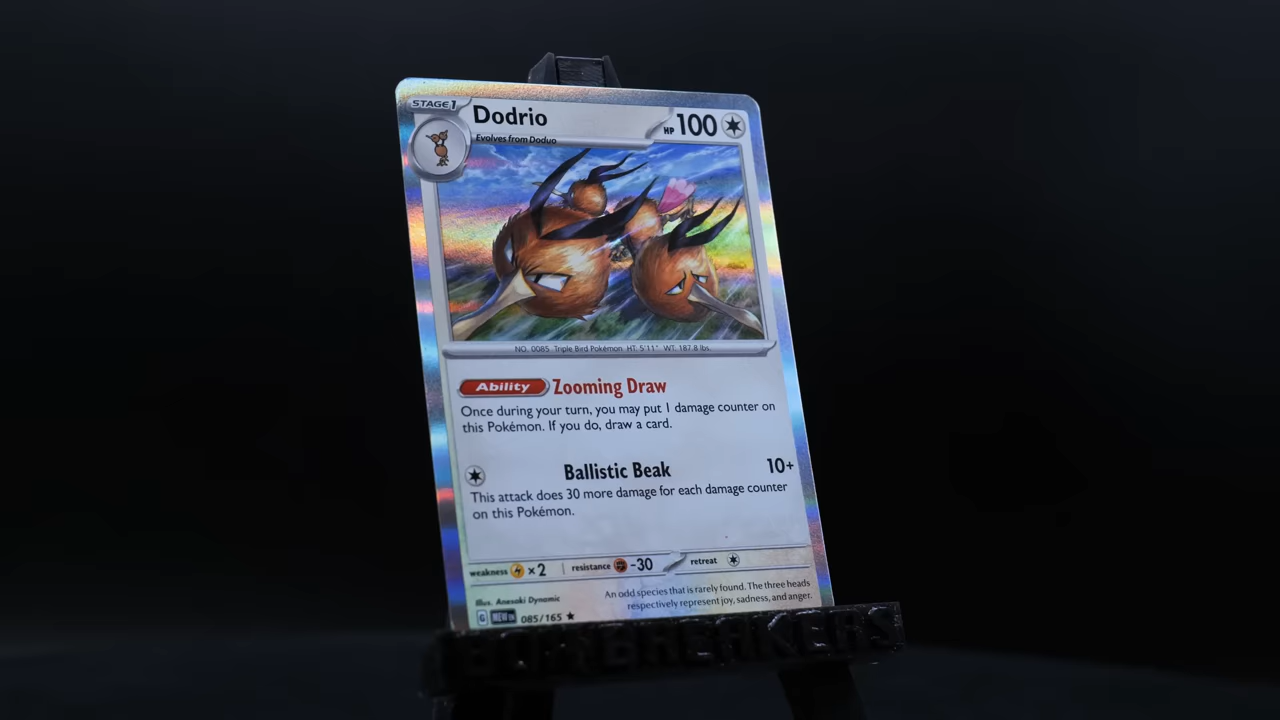 STAGE1
Dodrio
HP 100
Evolves from Doduo
NO. 0085 Triple Bird Pokémon HT. 5'11" WT. 187.8 lbs.
Ability Zooming Draw
Once during your turn, you may put 1 damage counter on
this Pokémon. If you do, draw a card.
Ballistic Beak 10+
This attack does 30 more damage for each damage counter
on this Pokémon.
weakness ×2 resistance -30 retreat
Illus. Anesaki Dynamic
An odd species that is rarely found. The three heads
respectively represent joy, sadness, and anger.
G MEW EN 085/165